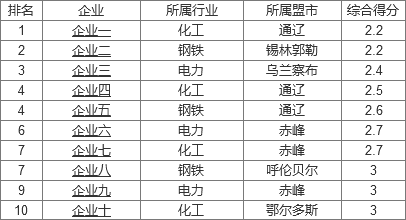 排名 企业 所属行业 所属盟市 综合得分
1 企业一 化工 通辽 2.2
2 企业二 钢铁 锡林郭勒 2.2
3 企业三 电力 乌兰察布 2.4
4 企业四 化工 通辽 2.5
4 企业五 钢铁 通辽 2.6
6 企业六 电力 赤峰 2.7
7 企业七 化工 赤峰 2.7
7 企业八 钢铁 呼伦贝尔 3
9 企业九 电力 赤峰 3
10 企业十 化工 鄂尔多斯 3